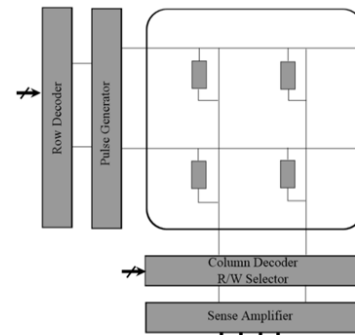 Row Decoder
Pulse Generator
Column Decoder
R/W Selector
Sense Amplifier